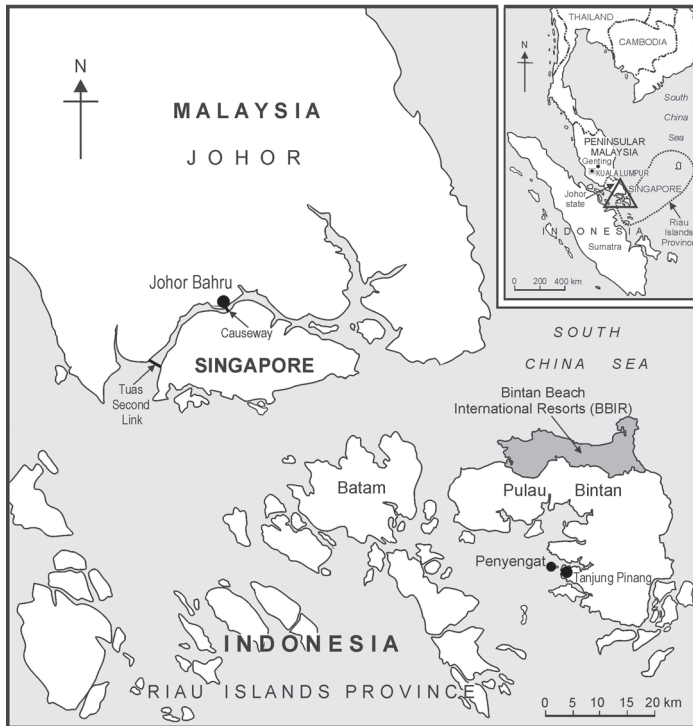 N
MALAYSIA
JOHOR
Johor Bahru
Causeway
SINGAPORE
Tuas
Second
Link
SOUTH
CHINA SEA
Bintan Beach
International Resorts (BBIR)
Batam
Pulau Bintan
Penyengat
Tanjung Pinang
INDONESIA
RIAU ISLANDS PROVINCE
0 5 10 15 20 km
THAILAND
N
CAMBODIA
South
China
Sea
PENINSULAR
MALAYSIA
Genting
KUALA LUMPUR
SINGAPORE
Johor
state
Riau
Islands
Province
INDONESIA
Sumatra
0 200 400 km